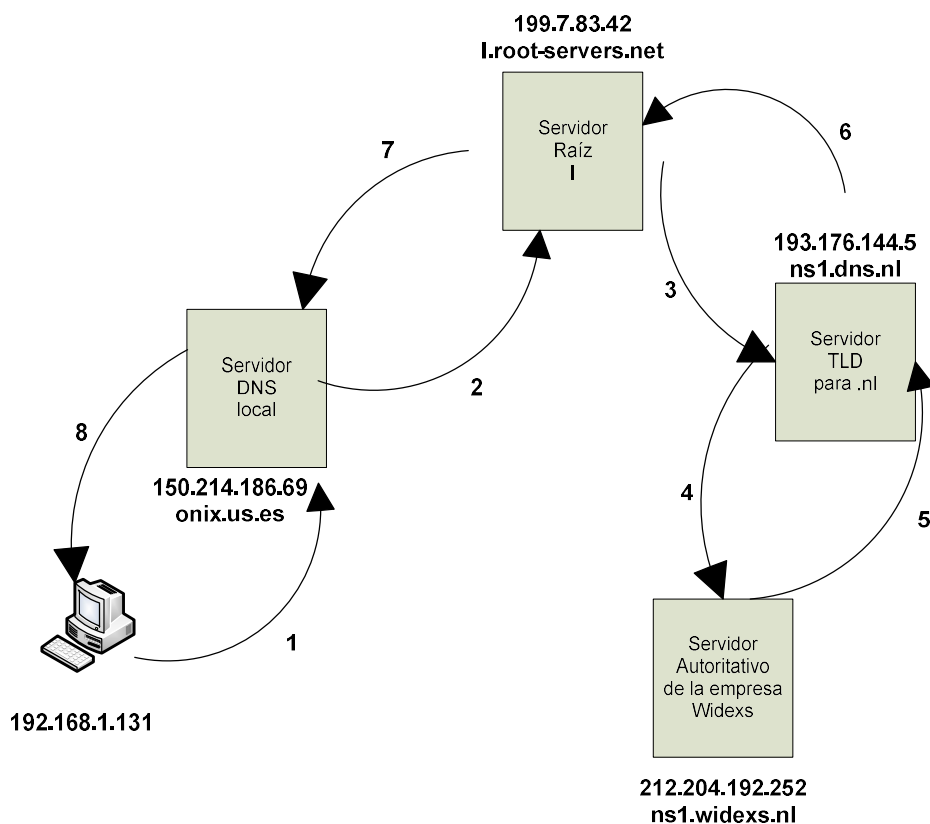 199.7.83.42
l.root-servers.net
Servidor
Raíz
l
7
6
193.176.144.5
ns1.dns.nl
3
Servidor
TLD
para .nl
Servidor
DNS
local
2
8
150.214.186.69
onix.us.es
4
5
1
Servidor
Autoritativo
de la empresa
Widexs
192.168.1.131
212.204.192.252
ns1.widexs.nl